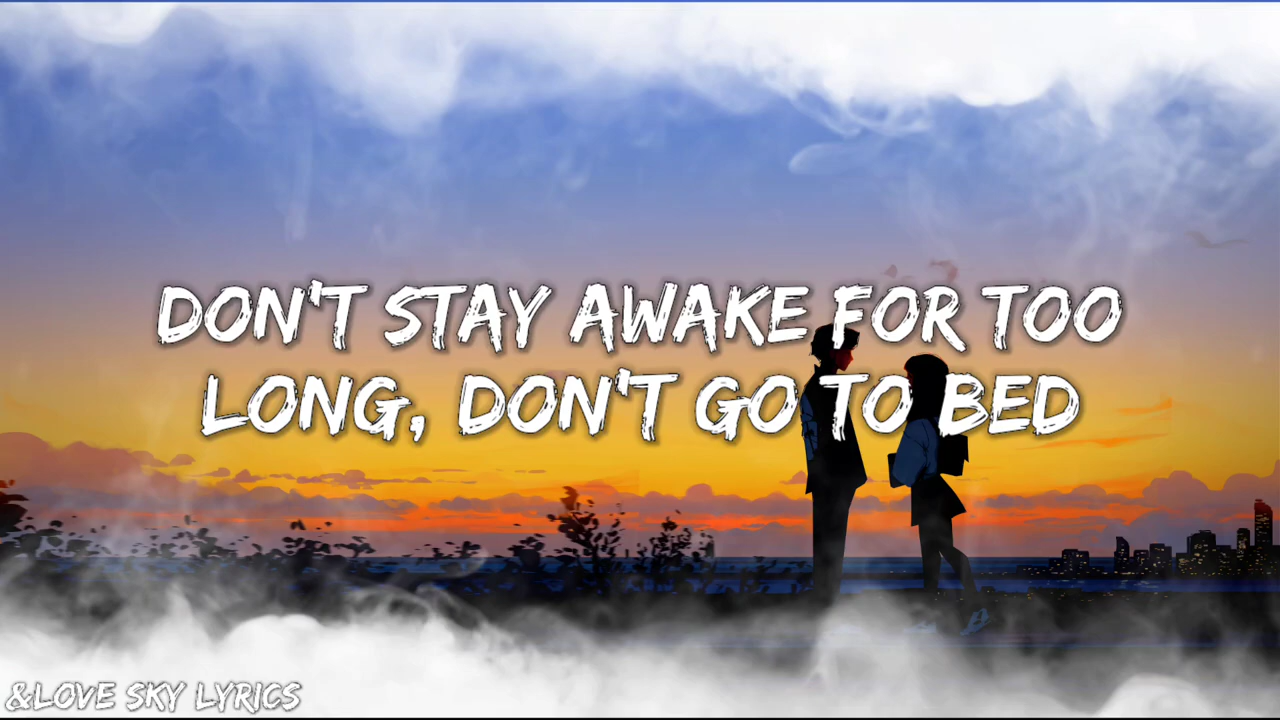 DON'T STAY AWAKE FOR TOO
LONG, DON'T GO TO BED
&LOVE SKY LYRICS